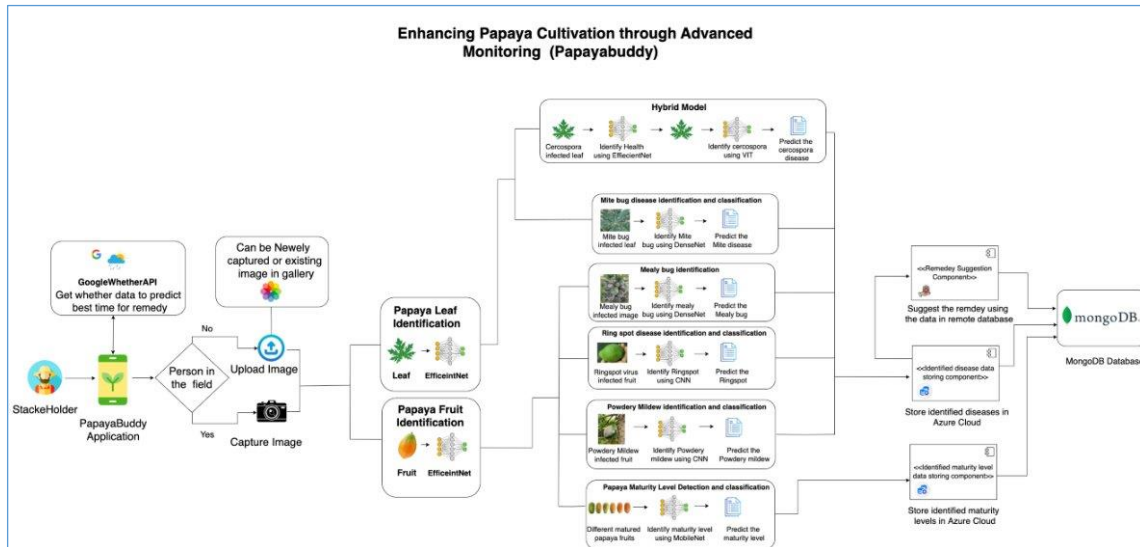 Enhancing Papaya Cultivation through Advanced
Monitoring (Papayabuddy)
GoogleWhetherAPI
Get whether data to predict
best time for remedy
Can be Newly
captured or existing
image in gallery
StackeHolder
PapayaBuddy
Application
Person in
the field
No
Yes
Upload Image
Capture Image
Papaya Leaf
Identification
Leaf
EfficeintNet
Papaya Fruit
Identification
Fruit
EfficeintNet
Hybrid Model
Cercospora
infected leaf
Identify Health
using EffiecientNet
Identify cercospora
using VIT
Predict the
cercospora
disease
Mite bug disease identification and classification
Mite bug
infected leaf
Identify Mite
bug using DenseNet
Predict the
Mite disease
Mealy bug identification
Mealy bug
infected image
Identify mealy
bug using DenseNet
Predict the
Mealy bug
Ring spot disease identification and classification
Ringspot virus
infected fruit
Identify Ringspot
using CNN
Predict the
Ringspot
Powdery Mildew identification and classification
Powdery Mildew
infected fruit
Identify Powdery
mildew using CNN
Predict the
Powdery mildew
Papaya Maturity Level Detection and classification
Different matured
papaya fruits
Identify maturity level
using MobileNet
Predict the
maturity level
<<Remedey Suggestion
Component>>
Suggest the remdey using
the data in remote database
<<Identified disease data
storing component>>
Store identified diseases in
Azure Cloud
<<Identified maturity level
data storing component>>
Store identified maturity
levels in Azure Cloud
mongoDB
MongoDB Database